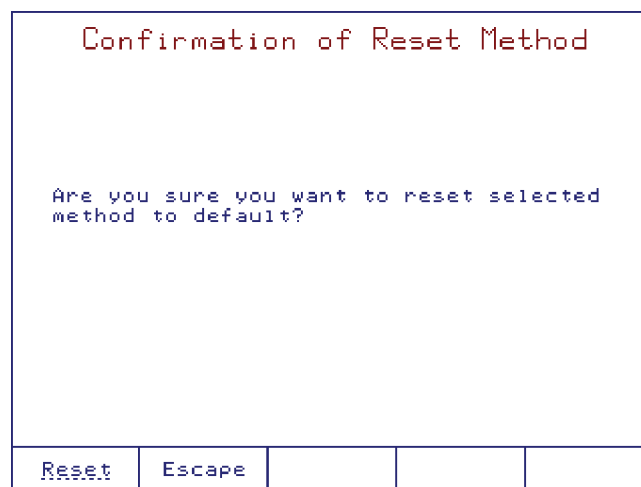 Confirmation of Reset Method
Are you sure you want to reset selected
method to default?
Reset Escape